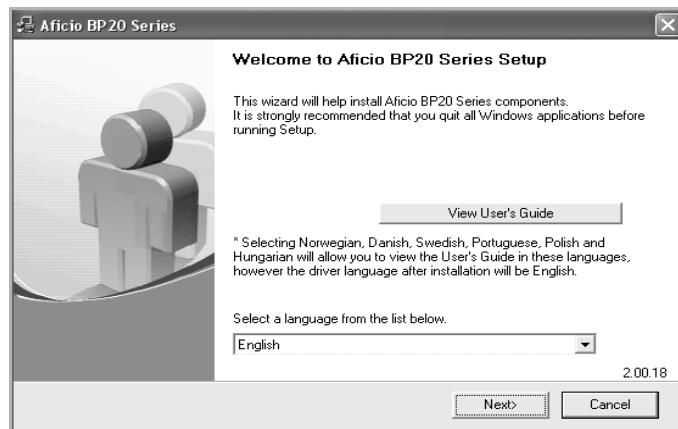 Aficio BP20 Series
Welcome to Aficio BP20 Series Setup
This wizard will help install Aficio BP20 Series components.
It is strongly recommended that you quit all Windows applications before
running Setup.
View User's Guide
* Selecting Norwegian, Danish, Swedish, Portuguese, Polish and
Hungarian will allow you to view the User's Guide in these languages,
however the driver language after installation will be English.
Select a language from the list below.
English
2.00.18
Next>
Cancel